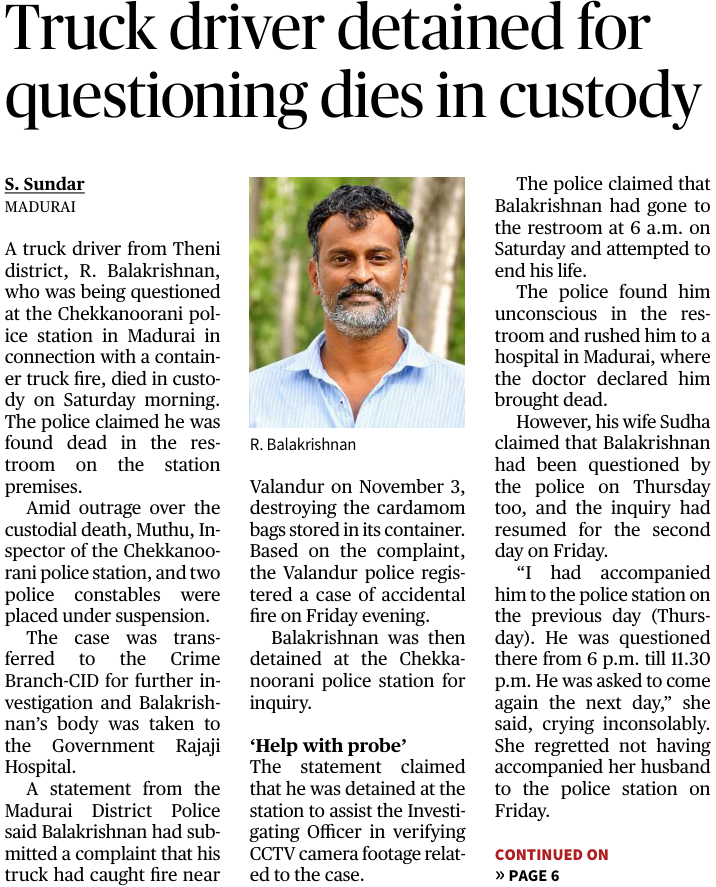 Truck driver detained for
questioning dies in custody
S. Sundar
MADURAI
A truck driver from Theni
district, R. Balakrishnan,
who was being questioned
at the Chekkanoorani pol-
ice station in Madurai in
connection with a contain-
er truck fire, died in custo-
dy on Saturday morning.
The police claimed he was
found dead in the res-
troom on the station
premises.
Amid outrage over the
custodial death, Muthu, In-
spector of the Chekkanoo-
rani police station, and two
police constables were
placed under suspension.
The case was trans-
ferred to the Crime
Branch-CID for further in-
vestigation and Balakrish-
nan's body was taken to
the Government Rajaji
Hospital.
A statement from the
Madurai District Police
said Balakrishnan had sub-
mitted a complaint that his
truck had caught fire near
R. Balakrishnan
Valandur on November 3,
destroying the cardamom
bags stored in its container.
Based on the complaint,
the Valandur police regis-
tered a case of accidental
fire on Friday evening.
Balakrishnan was then
detained at the Chekka-
noorani police station for
inquiry.
‘Help with probe’
The statement claimed
that he was detained at the
station to assist the Investi-
gating Officer in verifying
CCTV camera footage relat-
ed to the case.
The police claimed that
Balakrishnan had gone to
the restroom at 6 a.m. on
Saturday and attempted to
end his life.
The police found him
unconscious in the res-
troom and rushed him to a
hospital in Madurai, where
the doctor declared him
brought dead.
However, his wife Sudha
claimed that Balakrishnan
had been questioned by
the police on Thursday
too, and the inquiry had
resumed for the second
day on Friday.
“I had accompanied
him to the police station on
the previous day (Thurs-
day). He was questioned
there from 6 p.m. till 11.30
p.m. He was asked to come
again the next day,” she
said, crying inconsolably.
She regretted not having
accompanied her husband
to the police station on
Friday.
CONTINUED ON
» PAGE 6